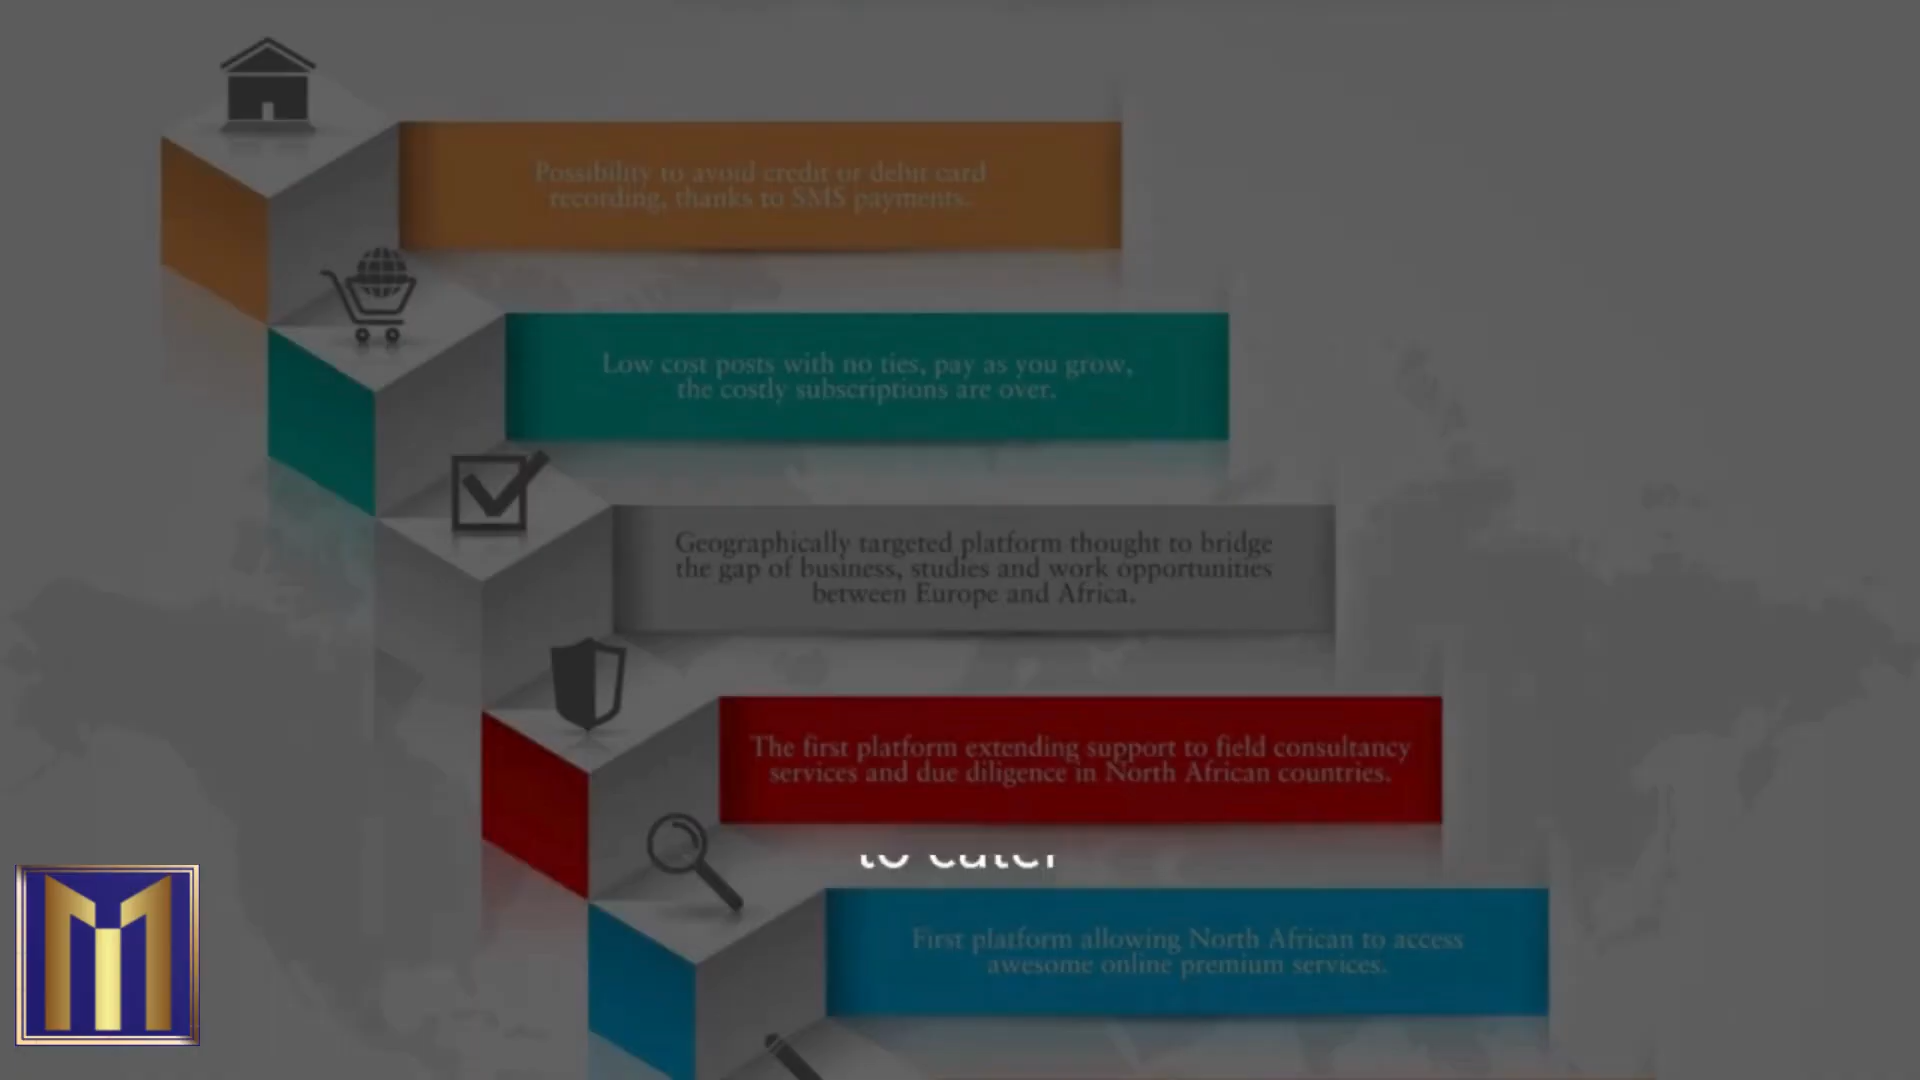 Possibility to avoid credit or debit card
recording, thanks to SMS payments.
Low cost posts with no ties, pay as you grow,
the costly subscriptions are over.
Geographically targeted platform thought to bridge
the gap of business, studies and work opportunities
between Europe and Africa.
The first platform extending support to field consultancy
services and due diligence in North African countries.
to cater
First platform allowing North African to access
awesome online premium services.